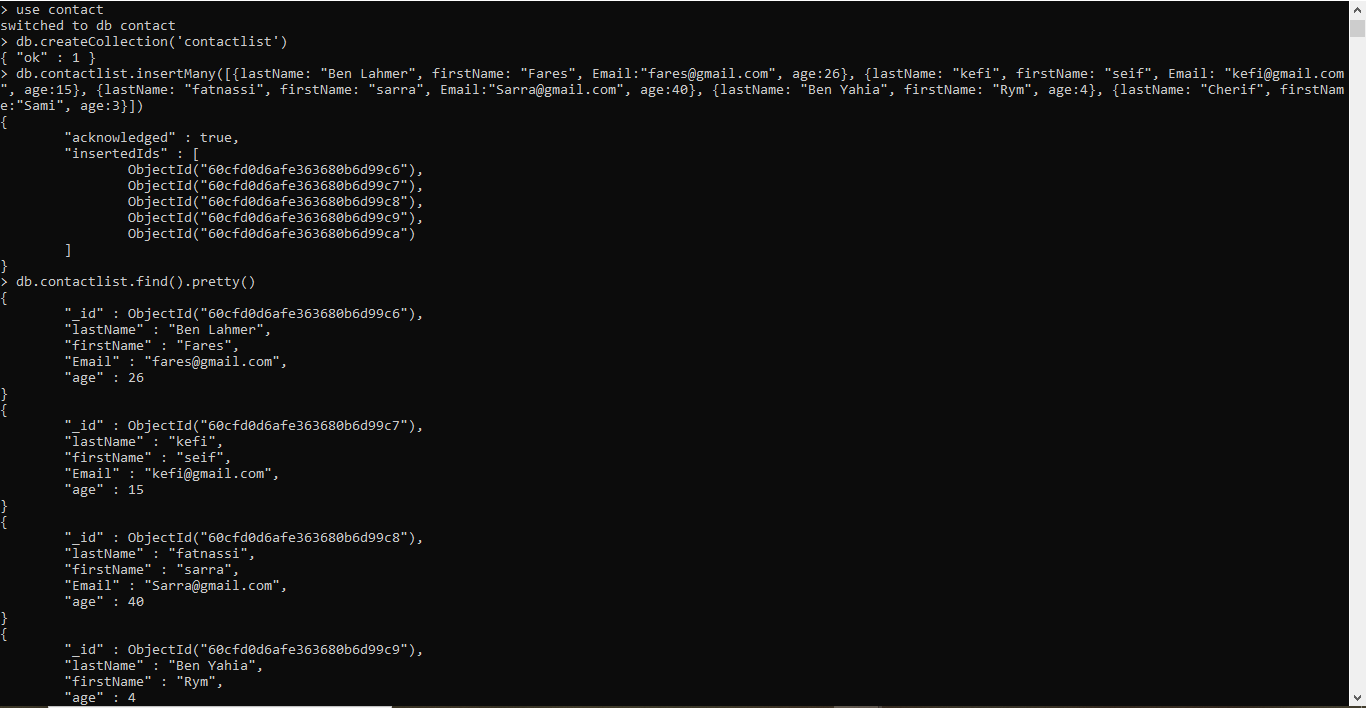 > use contact
switched to db contact
> db.createCollection('contactlist')
{ "ok" : 1 }
> db.contactlist.insertMany([{lastName: "Ben Lahmer", firstName: "Fares", Email:"fares@gmail.com", age:26}, {lastName: "kefi", firstName: "seif", Email: "kefi@gmail.com
", age:15}, {lastName: "fatnassi", firstName: "sarra", Email:"Sarra@gmail.com", age:40}, {lastName: "Ben Yahia", firstName: "Rym", age:4}, {lastName: "Cherif", firstNam
e:"Sami", age:3}])
{
        "acknowledged" : true,
        "insertedIds" : [
                ObjectId("60cfd0d6afe363680b6d99c6"),
                ObjectId("60cfd0d6afe363680b6d99c7"),
                ObjectId("60cfd0d6afe363680b6d99c8"),
                ObjectId("60cfd0d6afe363680b6d99c9"),
                ObjectId("60cfd0d6afe363680b6d99ca")
        ]
}
> db.contactlist.find().pretty()
{
        "_id" : ObjectId("60cfd0d6afe363680b6d99c6"),
        "lastName" : "Ben Lahmer",
        "firstName" : "Fares",
        "Email" : "fares@gmail.com",
        "age" : 26
}
{
        "_id" : ObjectId("60cfd0d6afe363680b6d99c7"),
        "lastName" : "kefi",
        "firstName" : "seif",
        "Email" : "kefi@gmail.com",
        "age" : 15
}
{
        "_id" : ObjectId("60cfd0d6afe363680b6d99c8"),
        "lastName" : "fatnassi",
        "firstName" : "sarra",
        "Email" : "Sarra@gmail.com",
        "age" : 40
}
{
        "_id" : ObjectId("60cfd0d6afe363680b6d99c9"),
        "lastName" : "Ben Yahia",
        "firstName" : "Rym",
        "age" : 4